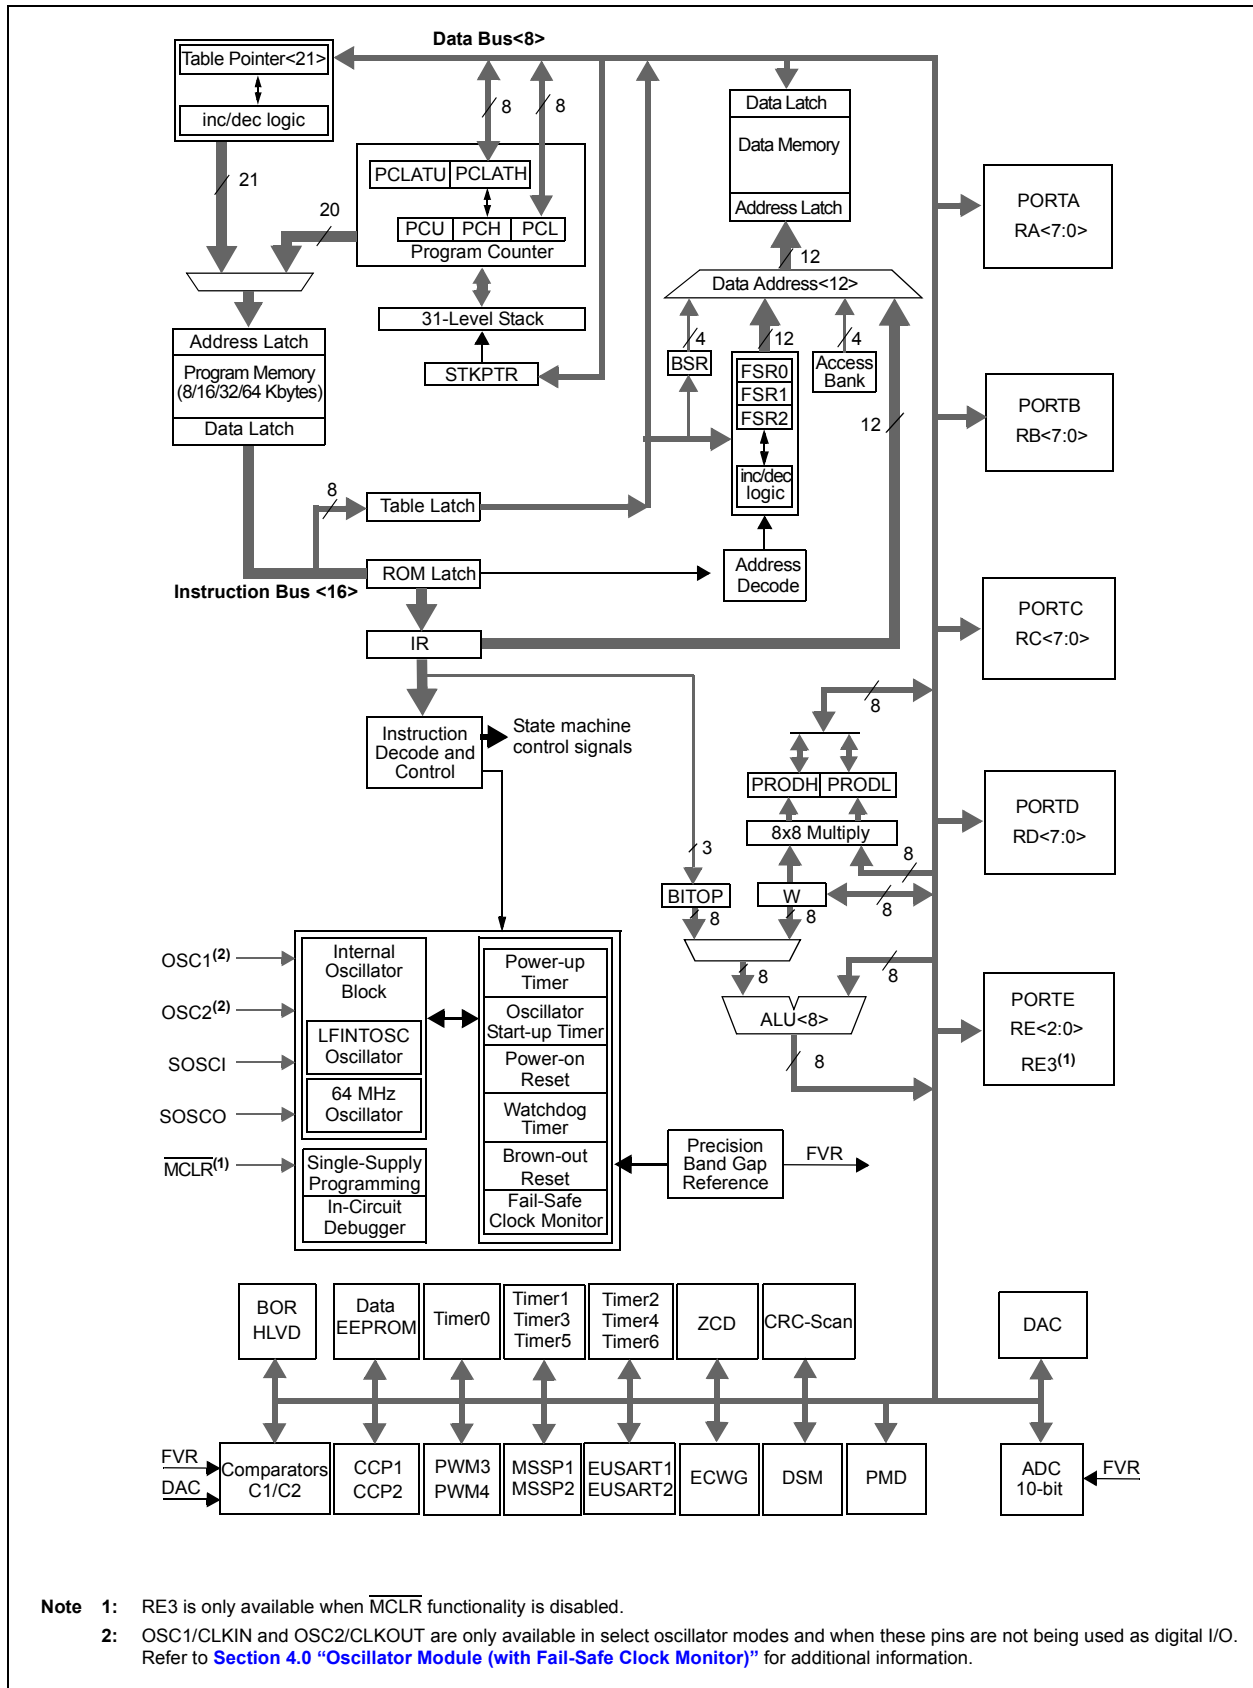 Data Bus<8>
Table Pointer<21>
inc/dec logic
21
8
8
PCLATU PCLATH
20
PCU PCH PCL
Program Counter
31-Level Stack
STKPTR
Address Latch
Program Memory
(8/16/32/64 Kbytes)
Data Latch
8
Table Latch
ROM Latch
Instruction Bus <16>
IR
Instruction
Decode and
Control
State machine
control signals
Data Latch
Data Memory
Address Latch
12
Data Address<12>
4
12
4
BSR
FSR0
FSR1
FSR2
inc/dec
logic
Access
Bank
12
Address
Decode
PORTA
RA<7:0>
PORTB
RB<7:0>
PORTC
RC<7:0>
PORTD
RD<7:0>
PORTE
RE<2:0>
RE3(1)
8
PRODH PRODL
8x8 Multiply
3
8
BITOP
W
8
8
8
8
8
ALU<8>
8
OSC1(2)
OSC2(2)
SOSCI
SOSCO
MCLR(1)
Internal
Oscillator
Block
LFINTOSC
Oscillator
64 MHz
Oscillator
Single-Supply
Programming
In-Circuit
Debugger
Power-up
Timer
Oscillator
Start-up Timer
Power-on
Reset
Watchdog
Timer
Brown-out
Reset
Fail-Safe
Clock Monitor
Precision
Band Gap
Reference
FVR
BOR
HLVD
Data
EEPROM
Timer0
Timer1
Timer3
Timer5
Timer2
Timer4
Timer6
ZCD
CRC-Scan
DAC
FVR
DAC
Comparators
C1/C2
CCP1
CCP2
PWM3
PWM4
MSSP1
MSSP2
EUSART1
EUSART2
ECWG
DSM
PMD
ADC
10-bit
FVR
Note 1: RE3 is only available when MCLR functionality is disabled.
2: OSC1/CLKIN and OSC2/CLKOUT are only available in select oscillator modes and when these pins are not being used as digital I/O.
Refer to Section 4.0 “Oscillator Module (with Fail-Safe Clock Monitor)” for additional information.